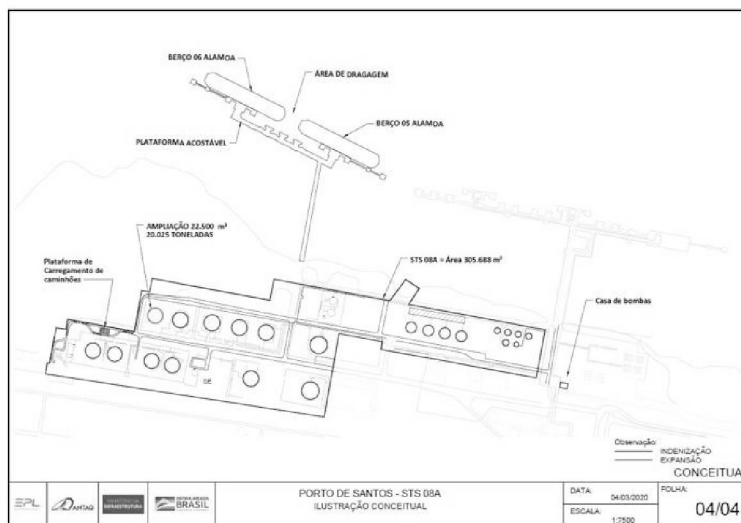 BERÇO 06 ALAMOA
ÁREA DE DRAGAGEM
BERÇO 05 ALAMOA
PLATAFORMA ACOSTÁVEL
AMPLIAÇÃO 22.500 m³
20.025 TONELADAS
STS 08A = Área 305.688 m²
Plataforma de
Carregamento de
caminhões
Casa de bombas
SE
Observação:
INDENIZAÇÃO
EXPANSÃO
CONCEITUA
EPL
ANTAQ
INFRAESTRUTURA
BRASIL
PORTO DE SANTOS - STS 08A
ILUSTRAÇÃO CONCEITUAL
DATA:
04/03/2020
ESCALA:
1:7500
FOLHA:
04/04